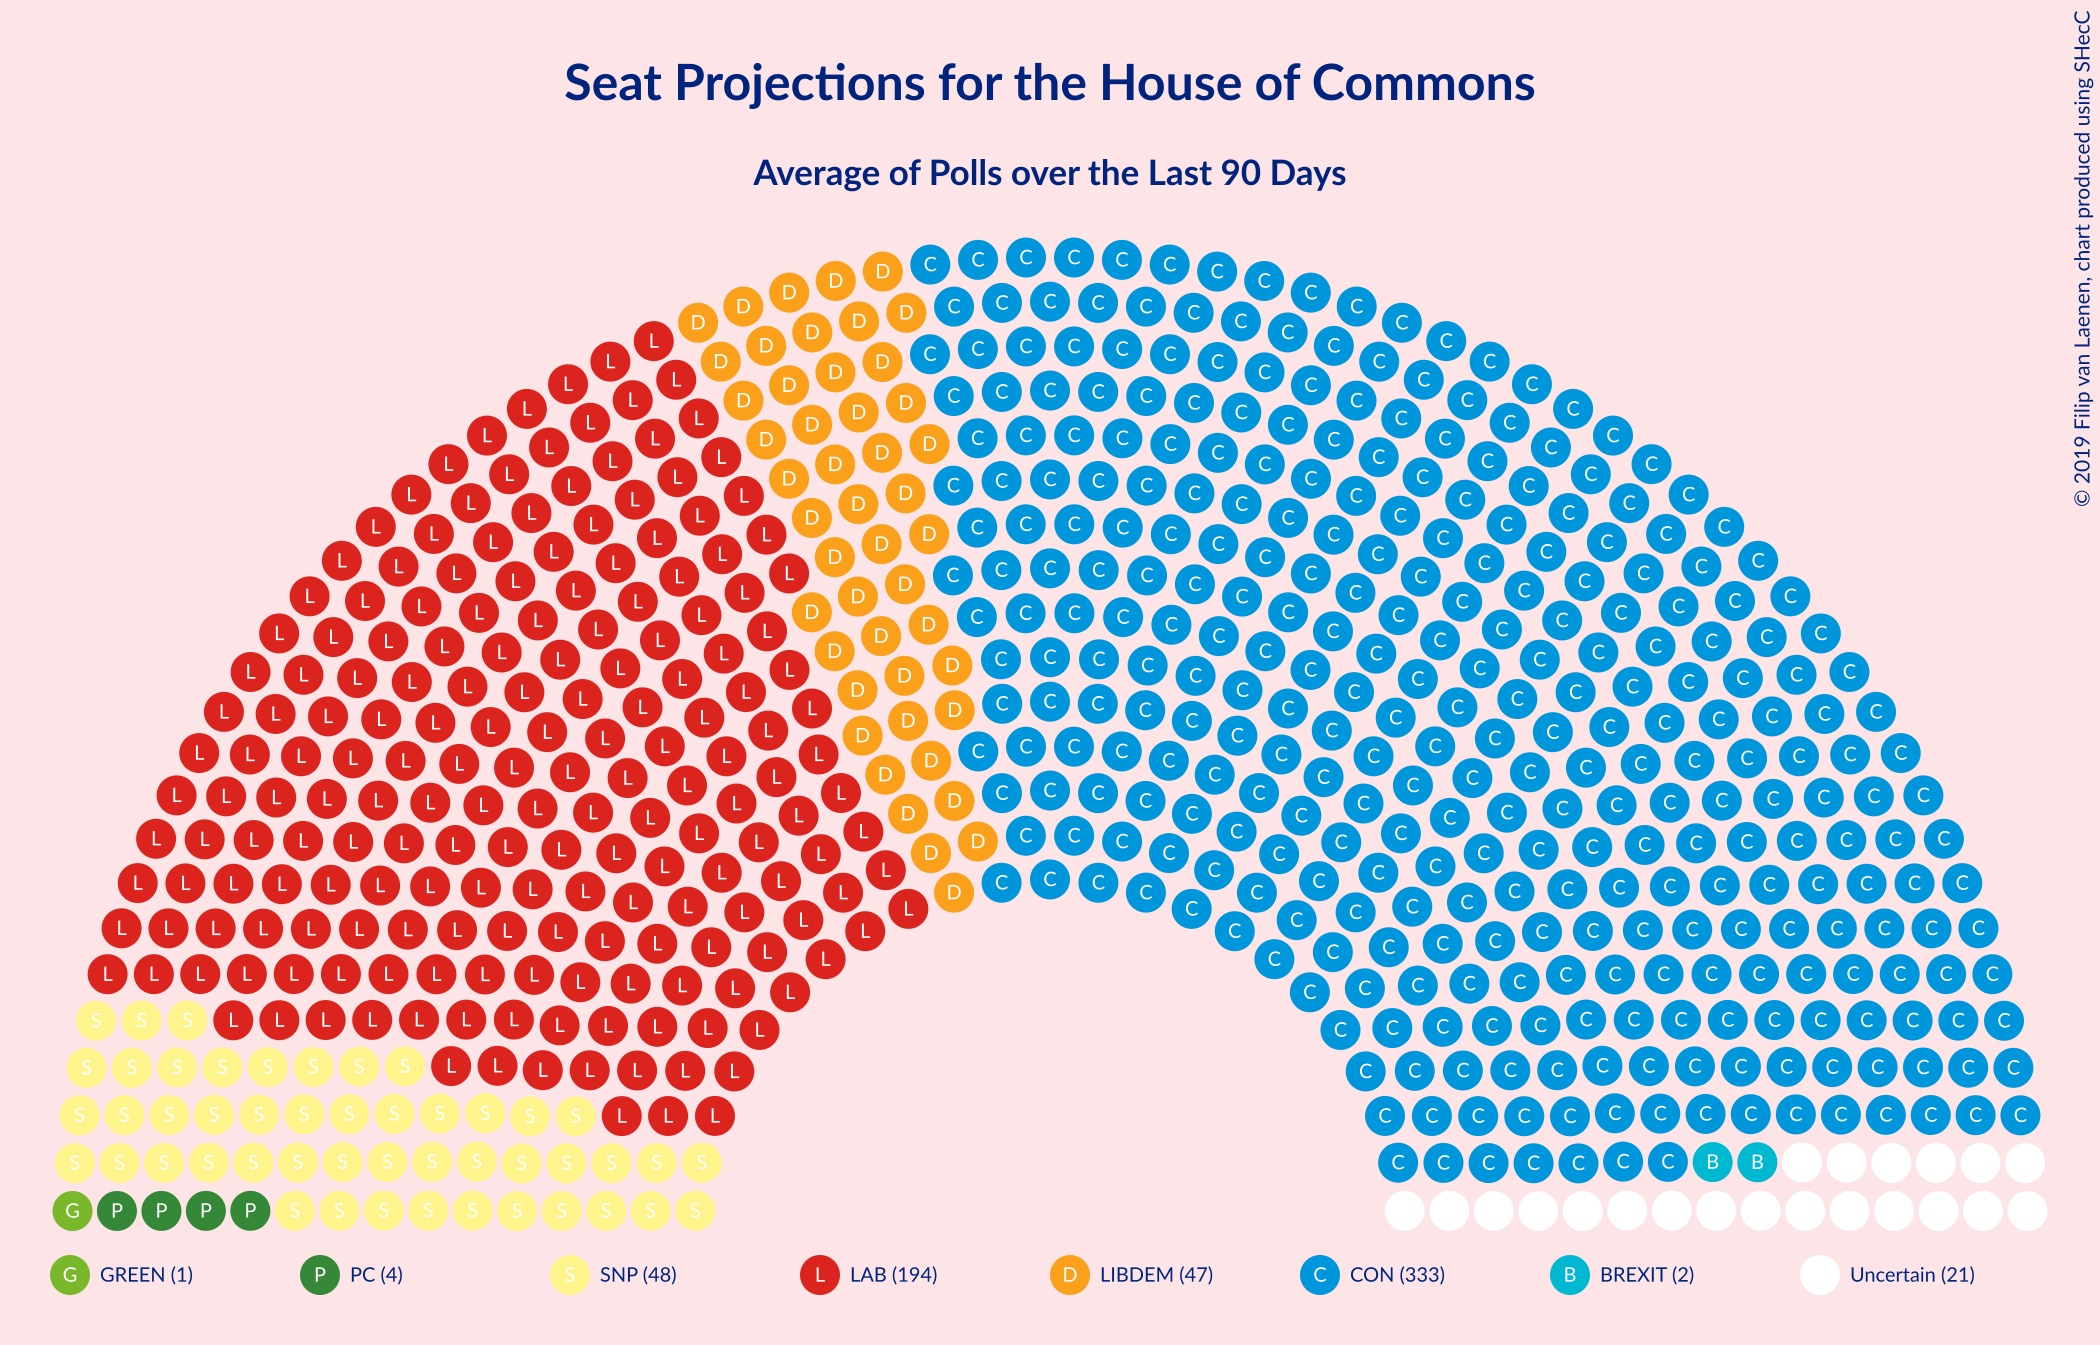 Seat Projections for the House of Commons
Average of Polls over the Last 90 Days
© 2019 Filip van Laenen, chart produced using SHecC
G GREEN (1)
P PC (4)
S SNP (48)
L LAB (194)
D LIBDEM (47)
C CON (333)
B BREXIT (2)
Uncertain (21)